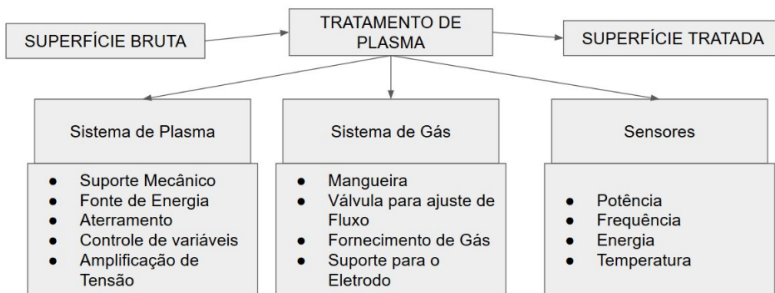 SUPERFÍCIE BRUTA
TRATAMENTO DE
PLASMA
SUPERFÍCIE TRATADA
Sistema de Plasma
● Suporte Mecânico
● Fonte de Energia
● Aterramento
● Controle de variáveis
● Amplificação de
Tensão
Sistema de Gás
● Mangueira
● Válvula para ajuste de
Fluxo
● Fornecimento de Gás
● Suporte para o
Eletrodo
Sensores
● Potência
● Frequência
● Energia
● Temperatura